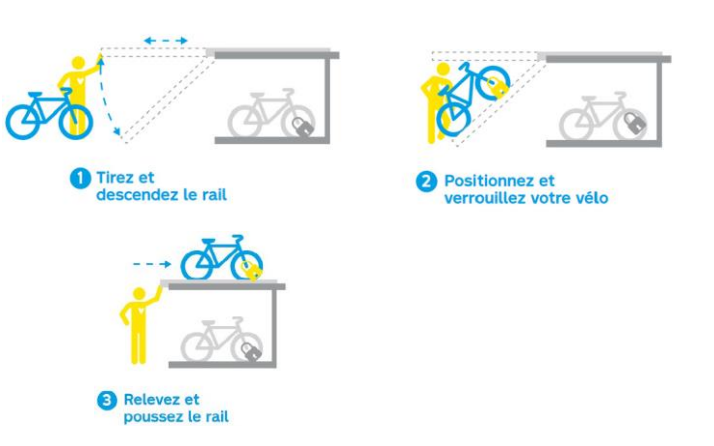 1 Tirez et
descendez le rail
2 Positionnez et
verrouillez votre vélo
3 Relevez et
poussez le rail